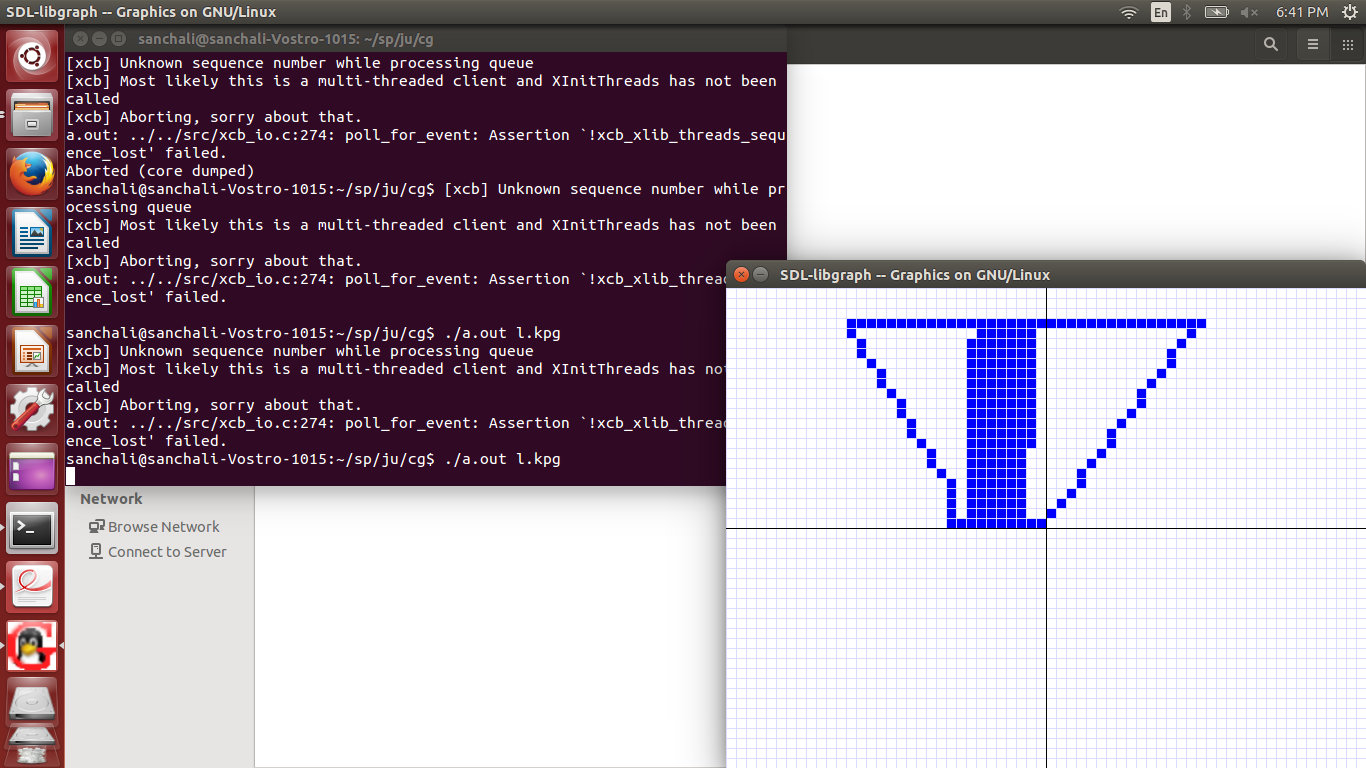 SDL-libgraph -- Graphics on GNU/Linux
En
6:41 PM
sanchali@sanchali-Vostro-1015: ~/sp/ju/cg
[xcb] Unknown sequence number while processing queue
[xcb] Most likely this is a multi-threaded client and XInitThreads has not been
called
[xcb] Aborting, sorry about that.
a.out: ../../src/xcb_io.c:274: poll_for_event: Assertion `!xcb_xlib_threads_sequ
ence_lost' failed.
Aborted (core dumped)
sanchali@sanchali-Vostro-1015:~/sp/ju/cg$ [xcb] Unknown sequence number while pr
ocessing queue
[xcb] Most likely this is a multi-threaded client and XInitThreads has not been
called
[xcb] Aborting, sorry about that.
a.out: ../../src/xcb_io.c:274: poll_for_event: Assertion `!xcb_xlib_threa
ence_lost' failed.
sanchali@sanchali-Vostro-1015:~/sp/ju/cg$ ./a.out l.kpg
[xcb] Unknown sequence number while processing queue
[xcb] Most likely this is a multi-threaded client and XInitThreads has no
called
[xcb] Aborting, sorry about that.
a.out: ../../src/xcb_io.c:274: poll_for_event: Assertion `!xcb_xlib_threa
ence_lost' failed.
sanchali@sanchali-Vostro-1015:~/sp/ju/cg$ ./a.out l.kpg
Network
Browse Network
Connect to Server
SDL-libgraph -- Graphics on GNU/Linux